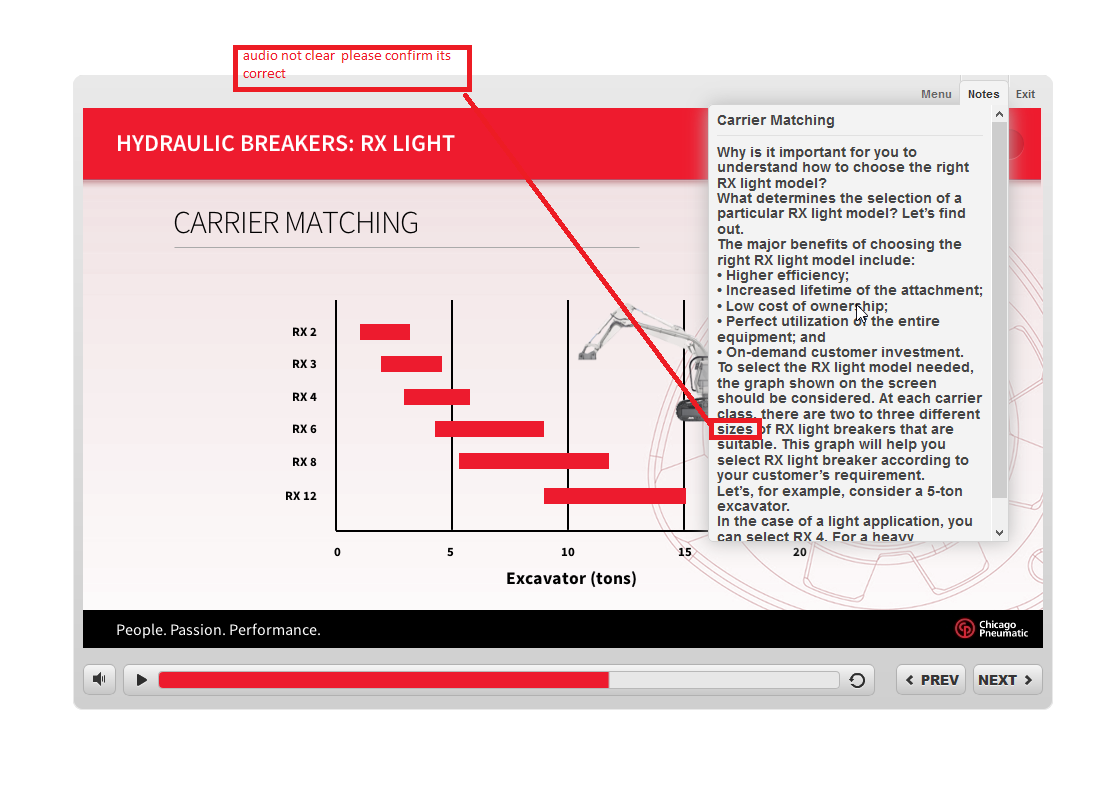 audio not clear  please confirm its
correct
Menu
Notes
Exit
HYDRAULIC BREAKERS: RX LIGHT
CARRIER MATCHING
RX 2
RX 3
RX 4
RX 6
RX 8
RX 12
0
5
10
15
20
Excavator (tons)
Carrier Matching
Why is it important for you to
understand how to choose the right
RX light model?
What determines the selection of a
particular RX light model? Let's find
out.
The major benefits of choosing the
right RX light model include:
• Higher efficiency;
• Increased lifetime of the attachment;
• Low cost of ownership;
• Perfect utilization of the entire
equipment; and
• On-demand customer investment.
To select the RX light model needed,
the graph shown on the screen
should be considered. At each carrier
class, there are two to three different
sizes of RX light breakers that are
suitable. This graph will help you
select RX light breaker according to
your customer's requirement.
Let's, for example, consider a 5-ton
excavator.
In the case of a light application, you
can select RX 4. For a heavy
People. Passion. Performance.
Chicago
Pneumatic
PREV
NEXT